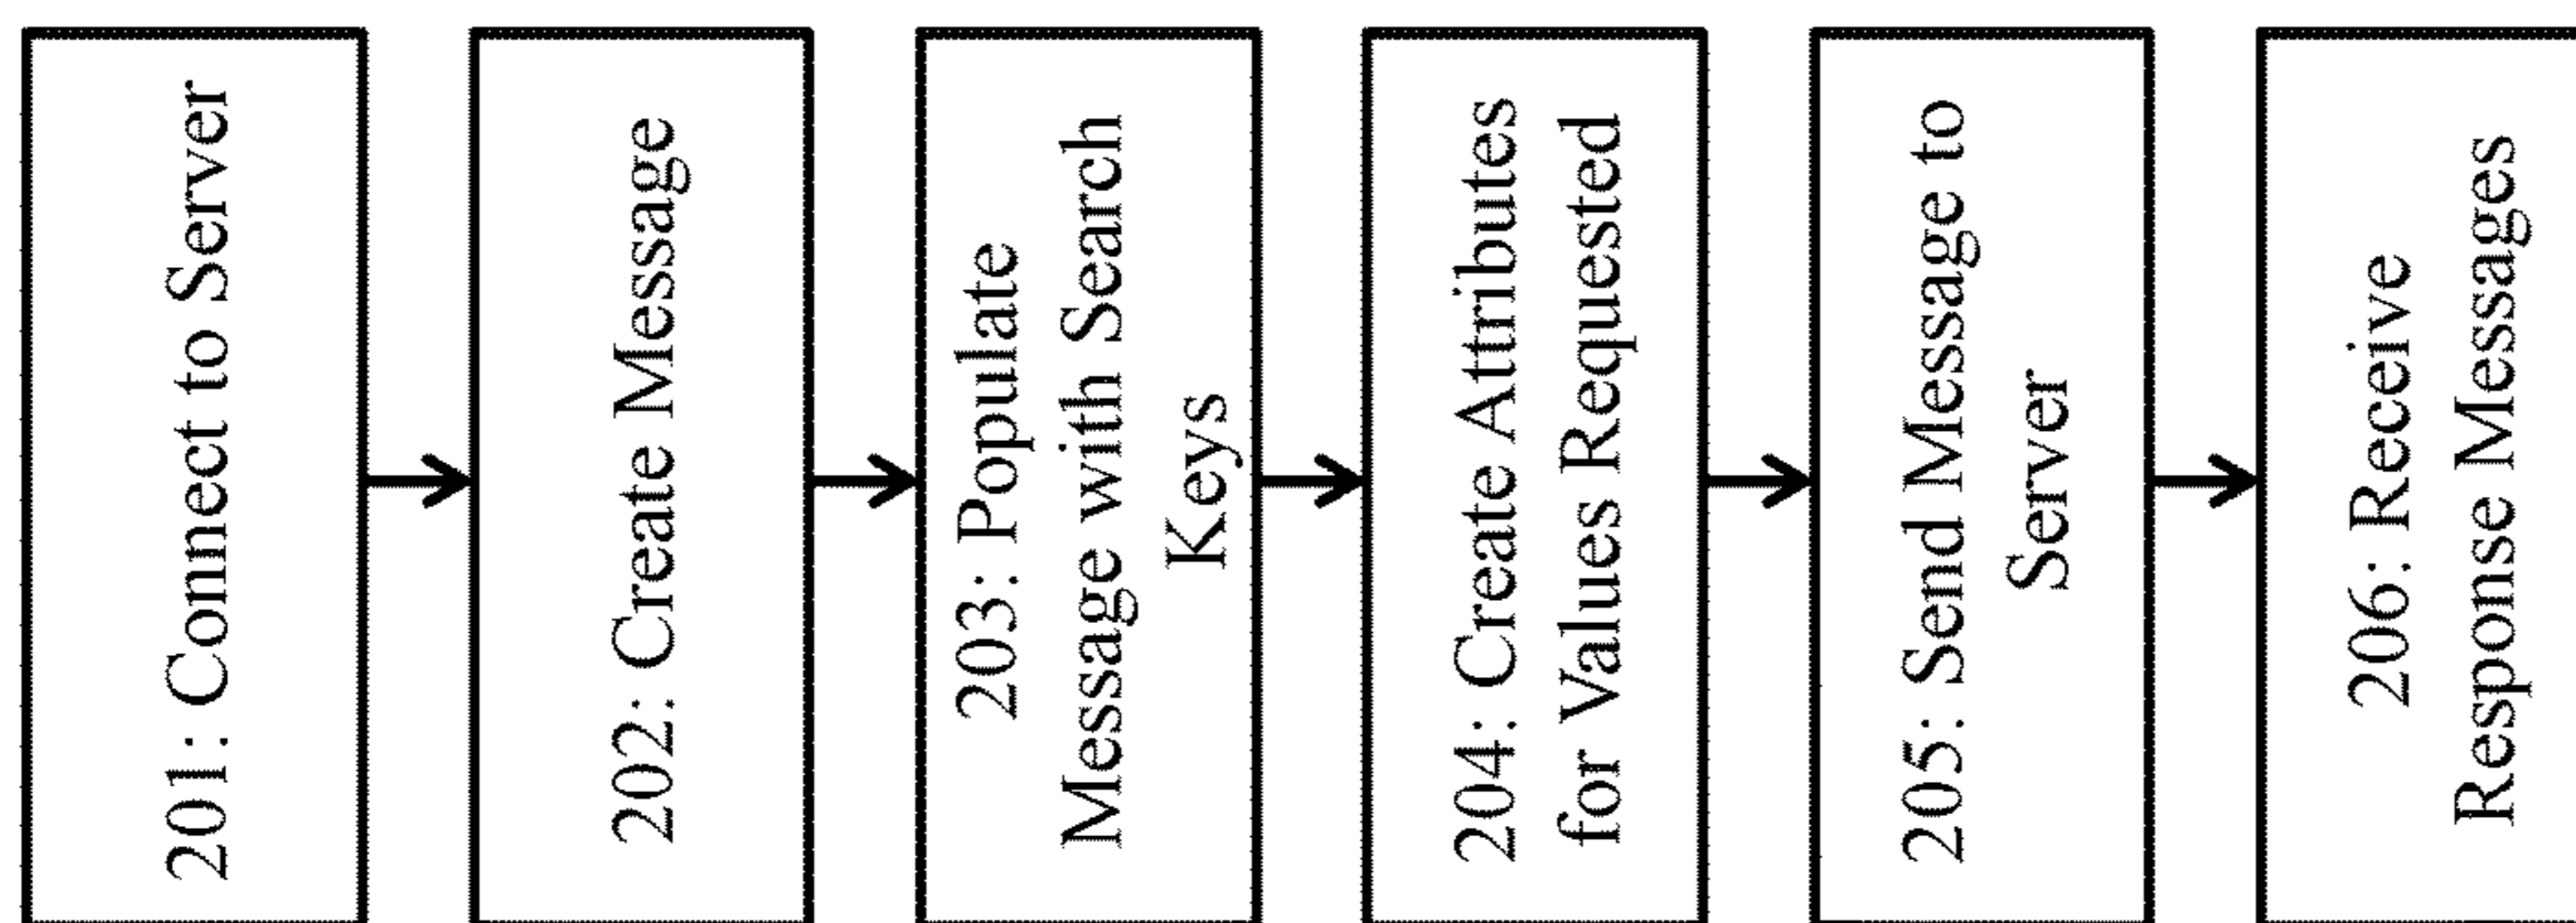 201: Connect to Server
202: Create Message
203: Populate
Message with Search
Keys
204: Create Attributes
for Values Requested
205: Send Message to
Server
206: Receive
Response Messages